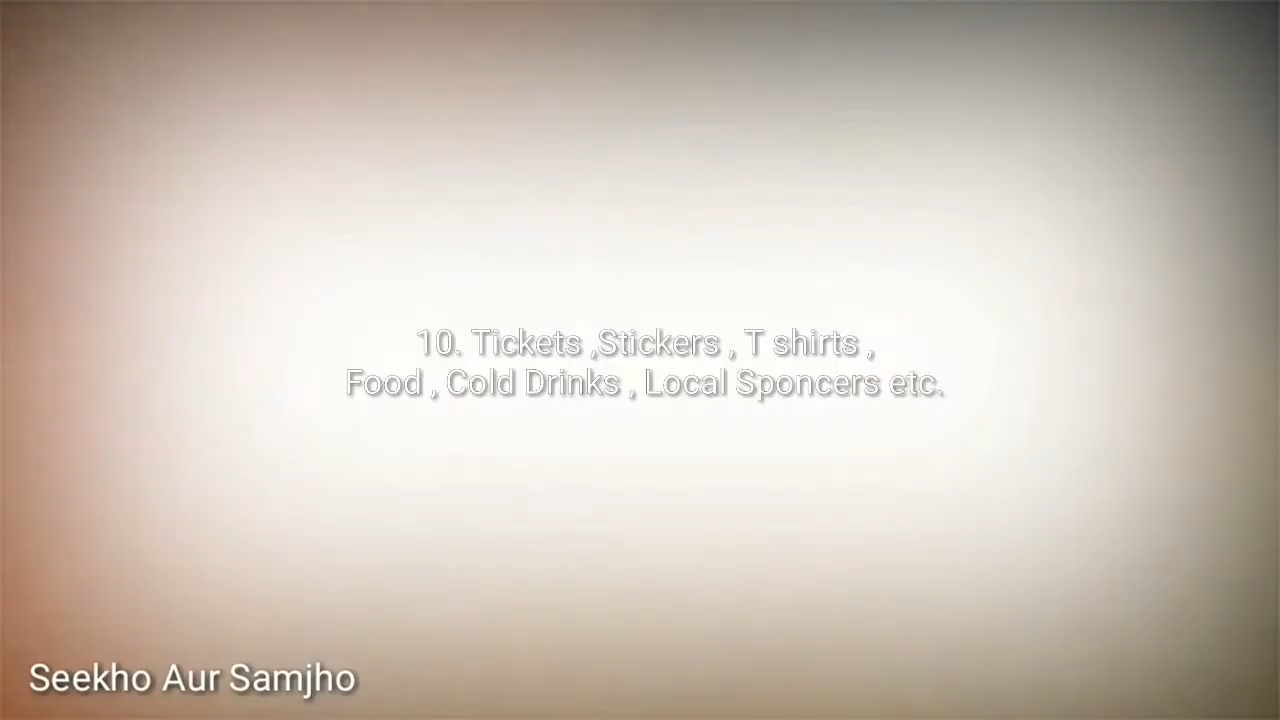 10. Tickets ,Stickers , T shirts ,
Food , Cold Drinks , Local Sponcers etc.
Seekho Aur Samjho